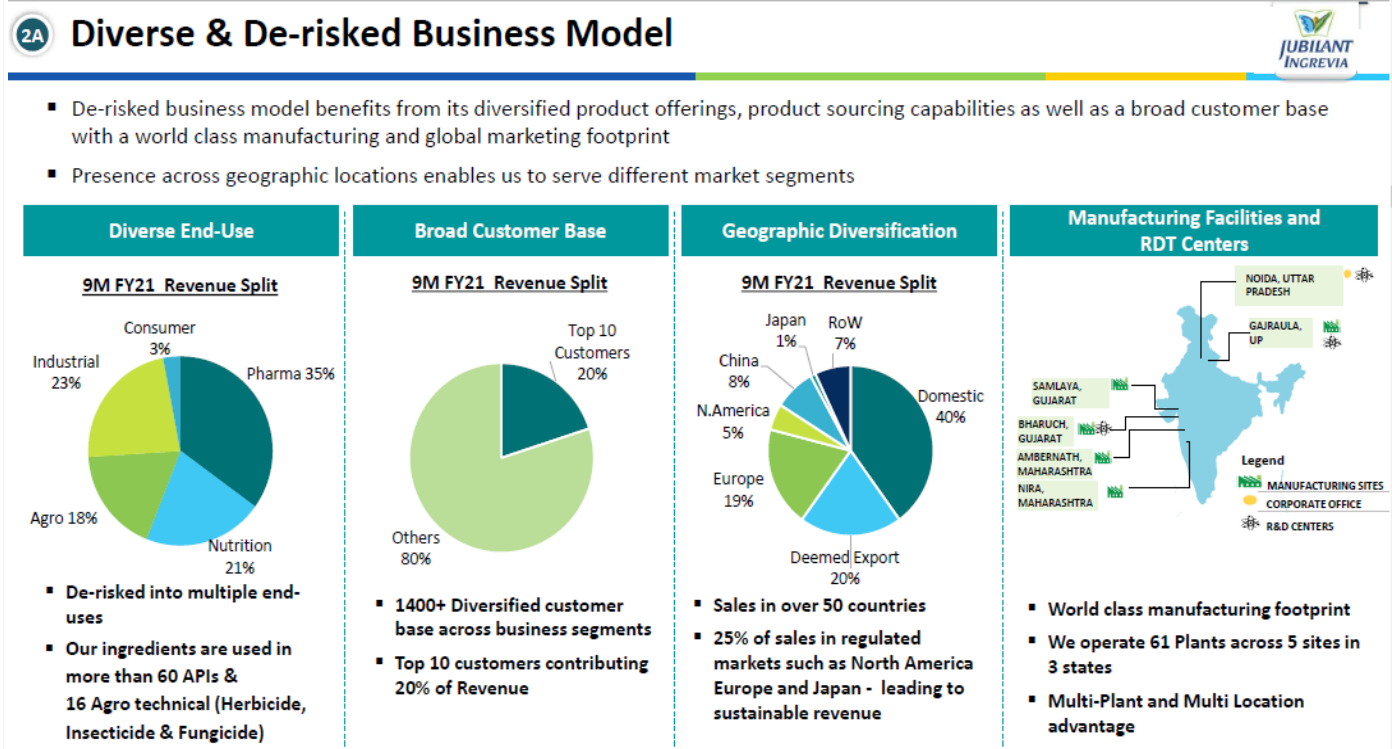 2A
Diverse & De-risked Business Model
JUBILANT
INGREVIA
▪ De-risked business model benefits from its diversified product offerings, product sourcing capabilities as well as a broad customer base
with a world class manufacturing and global marketing footprint
▪ Presence across geographic locations enables us to serve different market segments
Diverse End-Use
9M FY21 Revenue Split
Consumer
3%
Industrial
23%
Pharma 35%
Agro 18%
Nutrition
21%
▪ De-risked into multiple end-
uses
▪ Our ingredients are used in
more than 60 APIs &
16 Agro technical (Herbicide,
Insecticide & Fungicide)
Broad Customer Base
9M FY21 Revenue Split
Top 10
Customers
20%
Others
80%
▪ 1400+ Diversified customer
base across business segments
▪ Top 10 customers contributing
20% of Revenue
Geographic Diversification
9M FY21 Revenue Split
Japan
1%
RoW
7%
China
8%
N.America
5%
Domestic
40%
Europe
19%
Deemed Export
20%
▪ Sales in over 50 countries
▪ 25% of sales in regulated
markets such as North America
Europe and Japan - leading to
sustainable revenue
Manufacturing Facilities and
RDT Centers
NOIDA, UTTAR
PRADESH
GAJRAULA,
UP
SAMLAYA,
GUJARAT
BHARUCH,
GUJARAT
AMBERNATH,
MAHARASHTRA
NIRA,
MAHARASHTRA
Legend
MANUFACTURING SITES
CORPORATE OFFICE
R&D CENTERS
▪ World class manufacturing footprint
▪ We operate 61 Plants across 5 sites in
3 states
▪ Multi-Plant and Multi Location
advantage